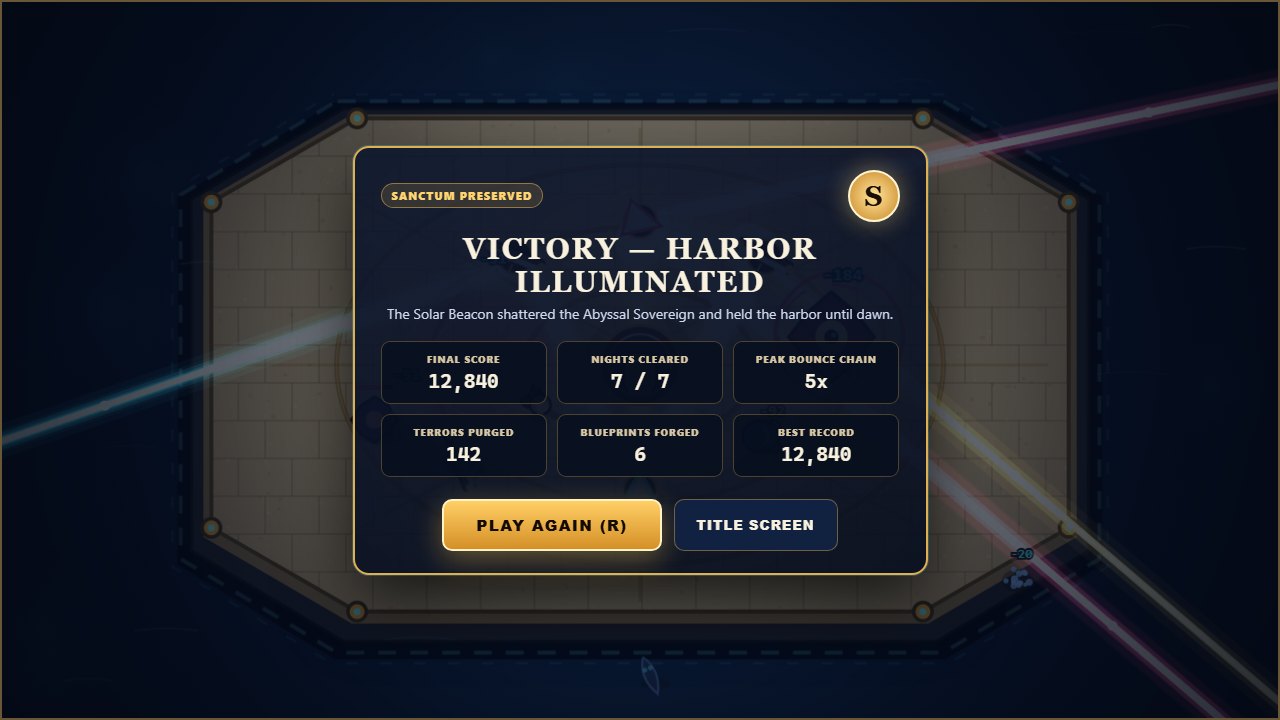 SANCTUM PRESERVED
S
VICTORY — HARBOR
ILLUMINATED
The Solar Beacon shattered the Abyssal Sovereign and held the harbor until dawn.
FINAL SCORE
12,840
NIGHTS CLEARED
7 / 7
PEAK BOUNCE CHAIN
5x
TERRORS PURGED
142
BLUEPRINTS FORGED
6
BEST RECORD
12,840
PLAY AGAIN (R)
TITLE SCREEN
-184
-20